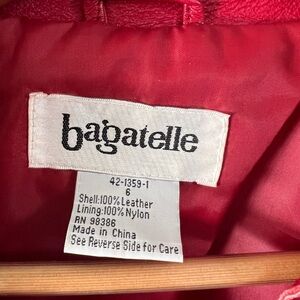 bagatelle
42-1359-1
6
Shell:100% Leather
Lining:100% Nylon
RN 98386
Made in China
See Reverse Side for Care